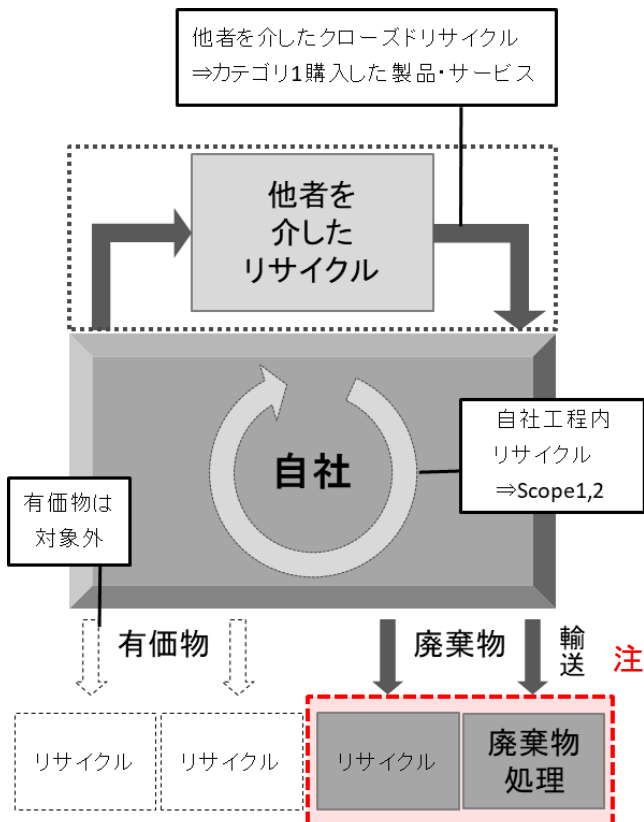 他者を介したクローズドリサイクル
⇒カテゴリ1購入した製品・サービス
他者を
介した
リサイクル
自社
自社工程内
リサイクル
⇒Scope1,2
有価物は
対象外
有価物
廃棄物
輸送
注
リサイクル
リサイクル
リサイクル
廃棄物
処理